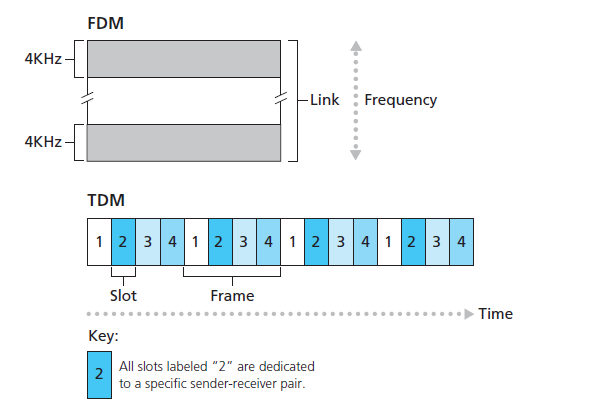 FDM
4KHz
Link
Frequency
4KHz
TDM
1 2 3 4 1 2 3 4 1 2 3 4 1 2 3 4
Slot
Frame
Time
Key:
2
All slots labeled “2” are dedicated
to a specific sender-receiver pair.